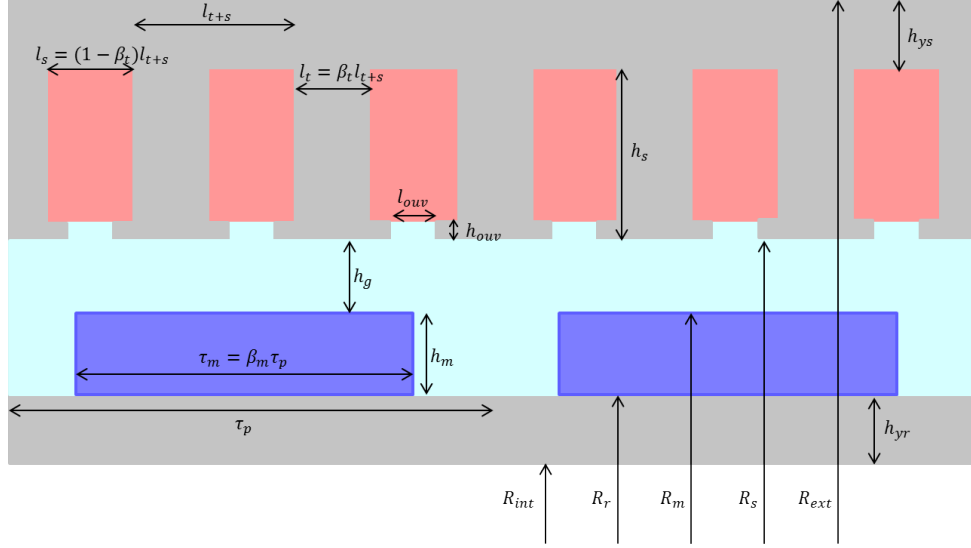 l_{t+s}
h_{ys}
l_s = (1 − β_t)l_{t+s}
l_t = β_t l_{t+s}
h_s
l_{ouv}
h_{ouv}
h_g
τ_m = β_m τ_p
h_m
τ_p
h_{yr}
R_{int}
R_r
R_m
R_s
R_{ext}